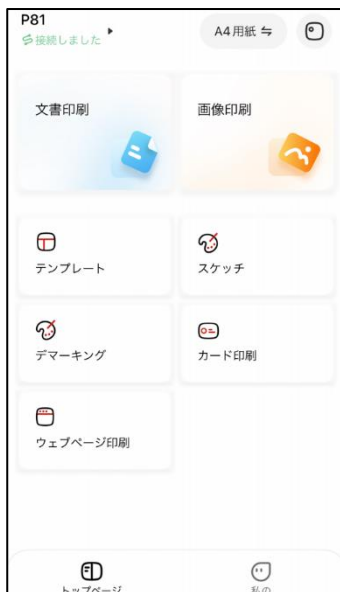 P81
接続しました
A4用紙
文書印刷
画像印刷
テンプレート
スケッチ
デマーキング
カード印刷
ウェブページ印刷
トップページ
私の